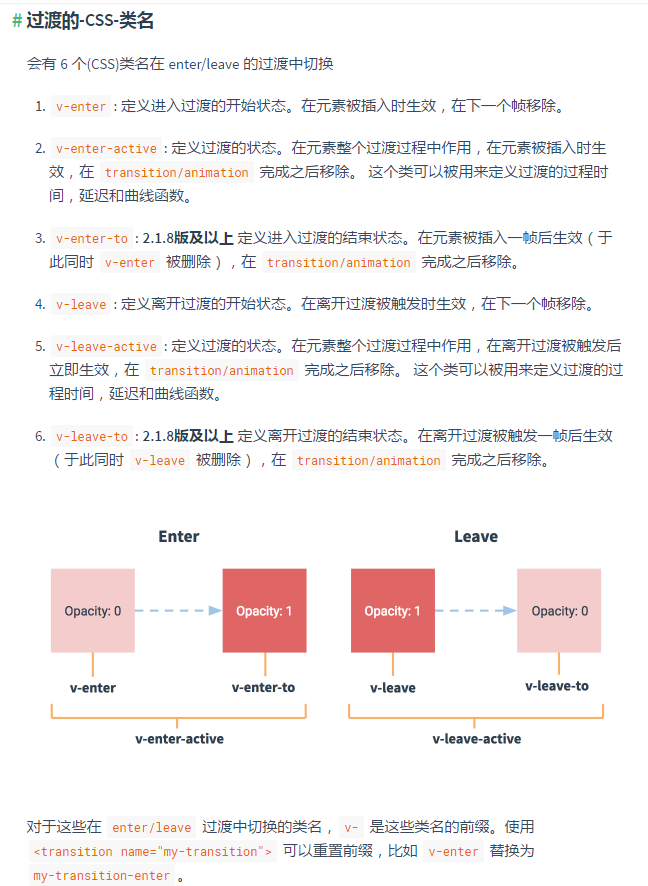 # 过渡的-CSS-类名
会有 6 个(CSS)类名在 enter/leave 的过渡中切换
1. v-enter : 定义进入过渡的开始状态。在元素被插入时生效，在下一个帧移除。
2. v-enter-active : 定义过渡的状态。在元素整个过渡过程中作用，在元素被插入时生
效，在 transition/animation 完成之后移除。 这个类可以被用来定义过渡的过程时
间，延迟和曲线函数。
3. v-enter-to : 2.1.8版及以上 定义进入过渡的结束状态。在元素被插入一帧后生效（于
此同时 v-enter 被删除），在 transition/animation 完成之后移除。
4. v-leave : 定义离开过渡的开始状态。在离开过渡被触发时生效，在下一个帧移除。
5. v-leave-active : 定义过渡的状态。在元素整个过渡过程中作用，在离开过渡被触发后
立即生效，在 transition/animation 完成之后移除。 这个类可以被用来定义过渡的过
程时间，延迟和曲线函数。
6. v-leave-to : 2.1.8版及以上 定义离开过渡的结束状态。在离开过渡被触发一帧后生效
（于此同时 v-leave 被删除），在 transition/animation 完成之后移除。
Enter
Leave
Opacity: 0
Opacity: 1
Opacity: 1
Opacity: 0
v-enter
v-enter-to
v-leave
v-leave-to
v-enter-active
v-leave-active
对于这些在 enter/leave 过渡中切换的类名，v- 是这些类名的前缀。使用
<transition name="my-transition"> 可以重置前缀，比如 v-enter 替换为
my-transition-enter 。